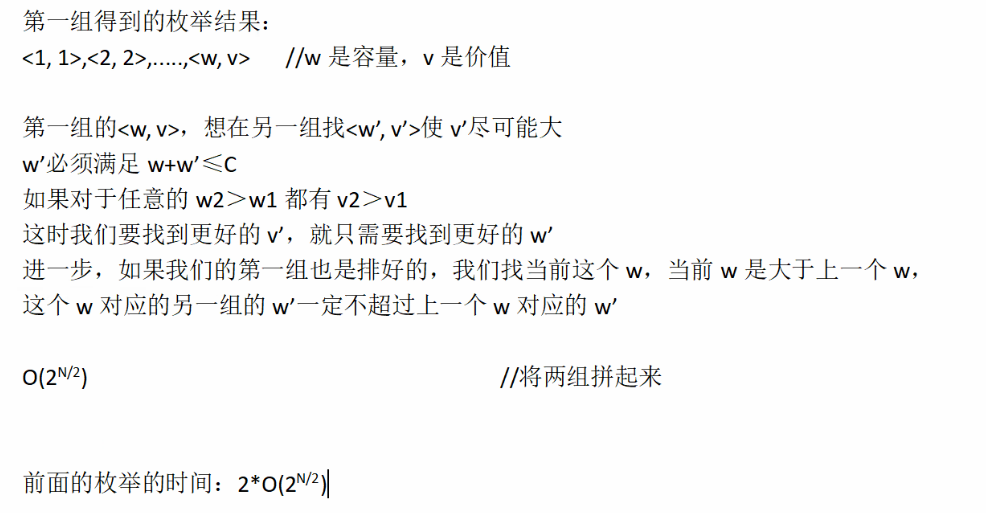 第一组得到的枚举结果：
<1, 1>,<2, 2>,.....,<w, v> //w 是容量，v 是价值
第一组的<w, v>，想在另一组找<w’, v’>使 v’尽可能大
w’必须满足 w+w’≤C
如果对于任意的 w2＞w1 都有 v2＞v1
这时我们要找到更好的 v’，就只需要找到更好的 w’
进一步，如果我们的第一组也是排好的，我们找当前这个 w，当前 w 是大于上一个 w，
这个 w 对应的另一组的 w’一定不超过上一个 w 对应的 w’
O(2^N/2) //将两组拼起来
前面的枚举的时间：2*O(2^N/2)